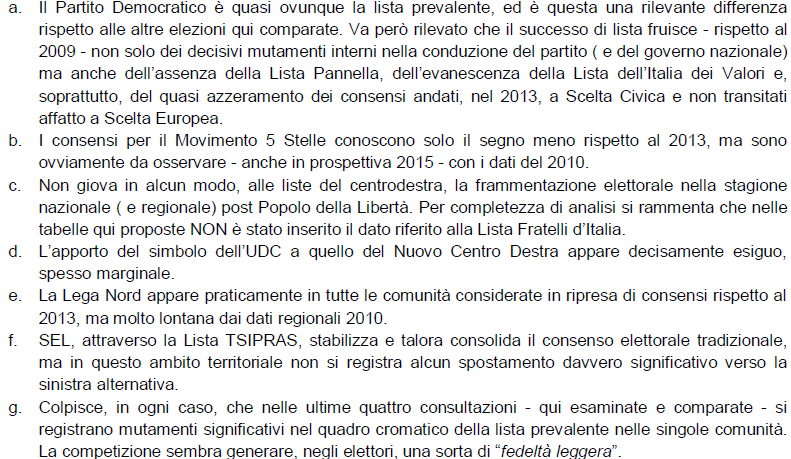 a. Il Partito Democratico è quasi ovunque la lista prevalente, ed è questa una rilevante differenza
rispetto alle altre elezioni qui comparate. Va però rilevato che il successo di lista fruisce - rispetto al
2009 - non solo dei decisivi mutamenti interni nella conduzione del partito ( e del governo nazionale)
ma anche dell’assenza della Lista Pannella, dell’evanescenza della Lista dell’Italia dei Valori e,
soprattutto, del quasi azzeramento dei consensi andati, nel 2013, a Scelta Civica e non transitati
affatto a Scelta Europea.
b. I consensi per il Movimento 5 Stelle conoscono solo il segno meno rispetto al 2013, ma sono
ovviamente da osservare - anche in prospettiva 2015 - con i dati del 2010.
c. Non giova in alcun modo, alle liste del centrodestra, la frammentazione elettorale nella stagione
nazionale ( e regionale) post Popolo della Libertà. Per completezza di analisi si rammenta che nelle
tabelle qui proposte NON è stato inserito il dato riferito alla Lista Fratelli d’Italia.
d. L’apporto del simbolo dell’UDC a quello del Nuovo Centro Destra appare decisamente esiguo,
spesso marginale.
e. La Lega Nord appare praticamente in tutte le comunità considerate in ripresa di consensi rispetto al
2013, ma molto lontana dai dati regionali 2010.
f. SEL, attraverso la Lista TSIPRAS, stabilizza e talora consolida il consenso elettorale tradizionale,
ma in questo ambito territoriale non si registra alcun spostamento davvero significativo verso la
sinistra alternativa.
g. Colpisce, in ogni caso, che nelle ultime quattro consultazioni - qui esaminate e comparate - si
registrano mutamenti significativi nel quadro cromatico della lista prevalente nelle singole comunità.
La competizione sembra generare, negli elettori, una sorta di “fedeltà leggera”.